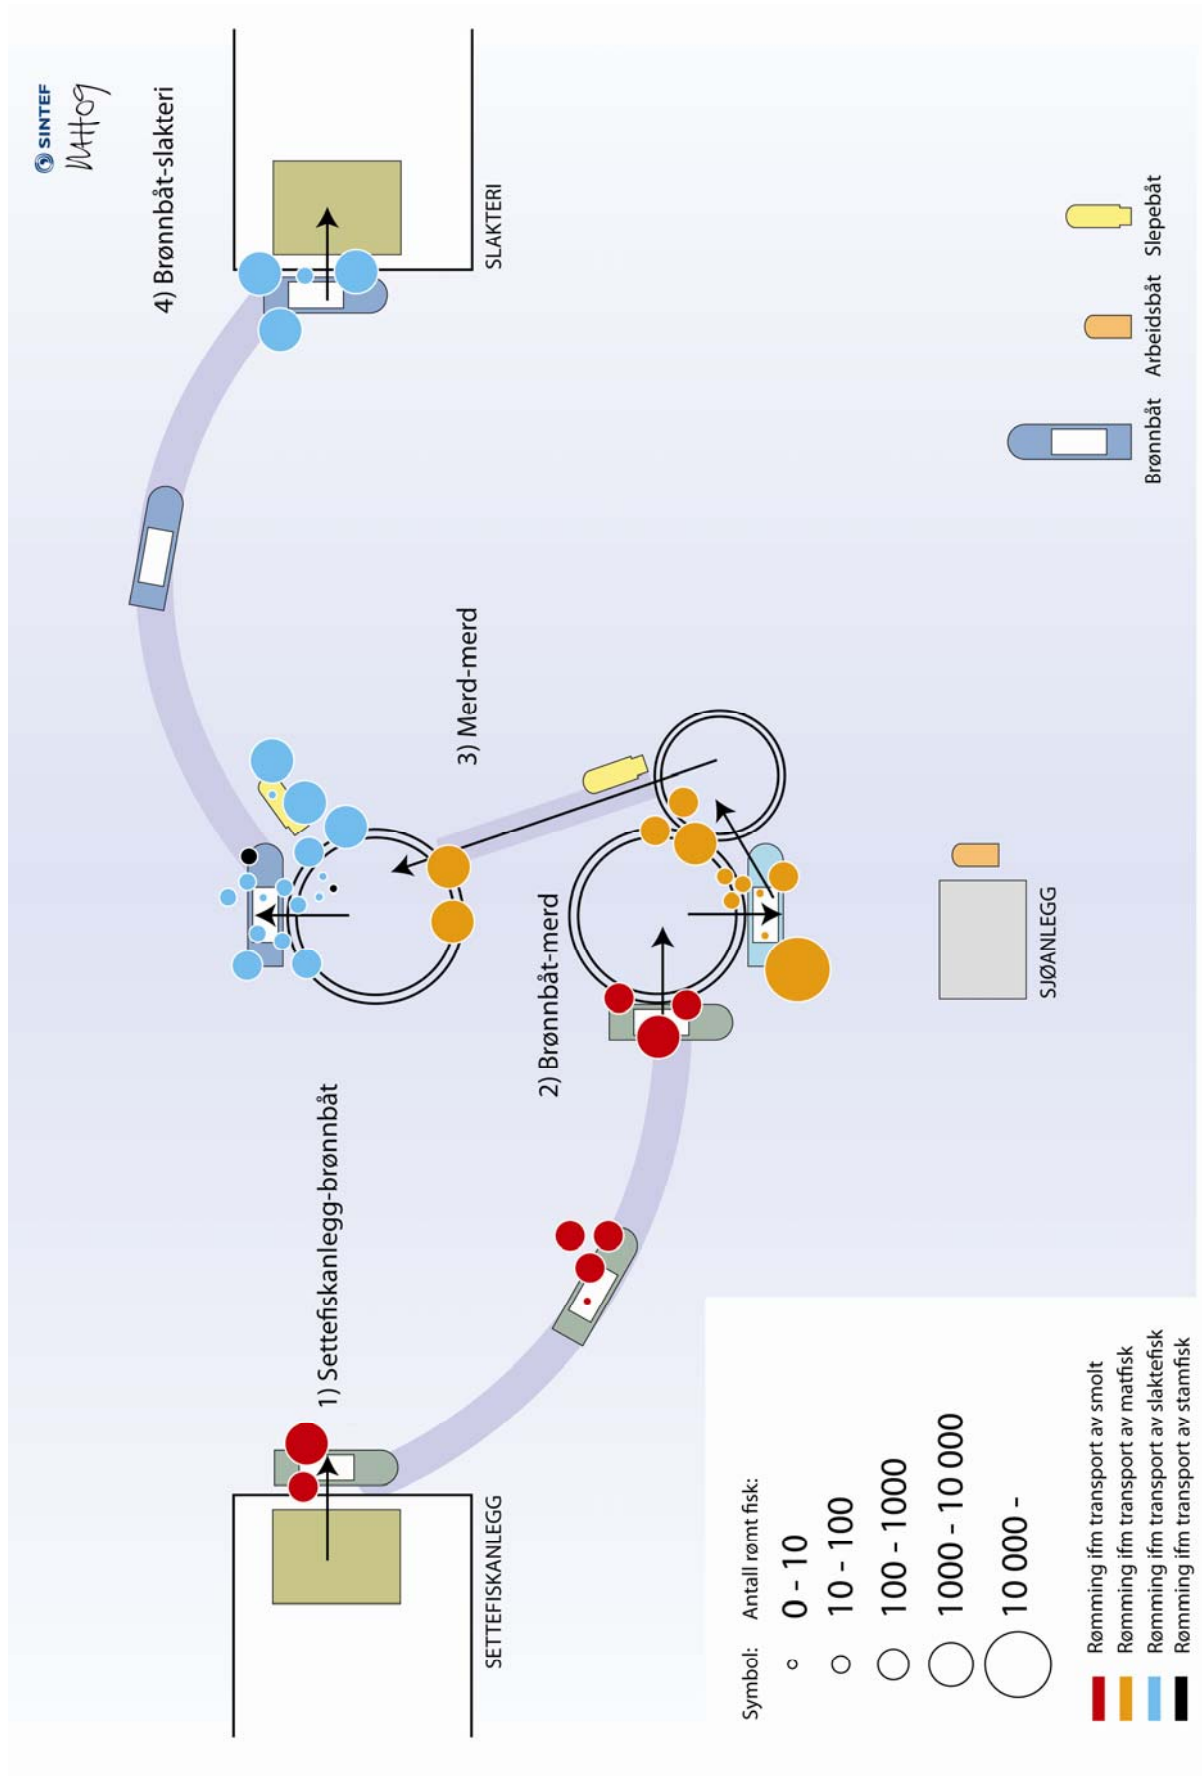 SINTEF
MAH09
4) Brønnbåt-slakteri
SLAKTERI
3) Merd-merd
1) Settefiskanlegg-brønnbåt
2) Brønnbåt-merd
SETTEFISKANLEGG
SJØANLEGG
Brønnbåt
Arbeidsbåt
Slepebåt
Symbol: Antall rømt fisk:
0 - 10
10 - 100
100 - 1000
1000 - 10 000
10 000 -
Rømming ifm transport av smolt
Rømming ifm transport av matfisk
Rømming ifm transport av slaktefisk
Rømming ifm transport av stamfisk